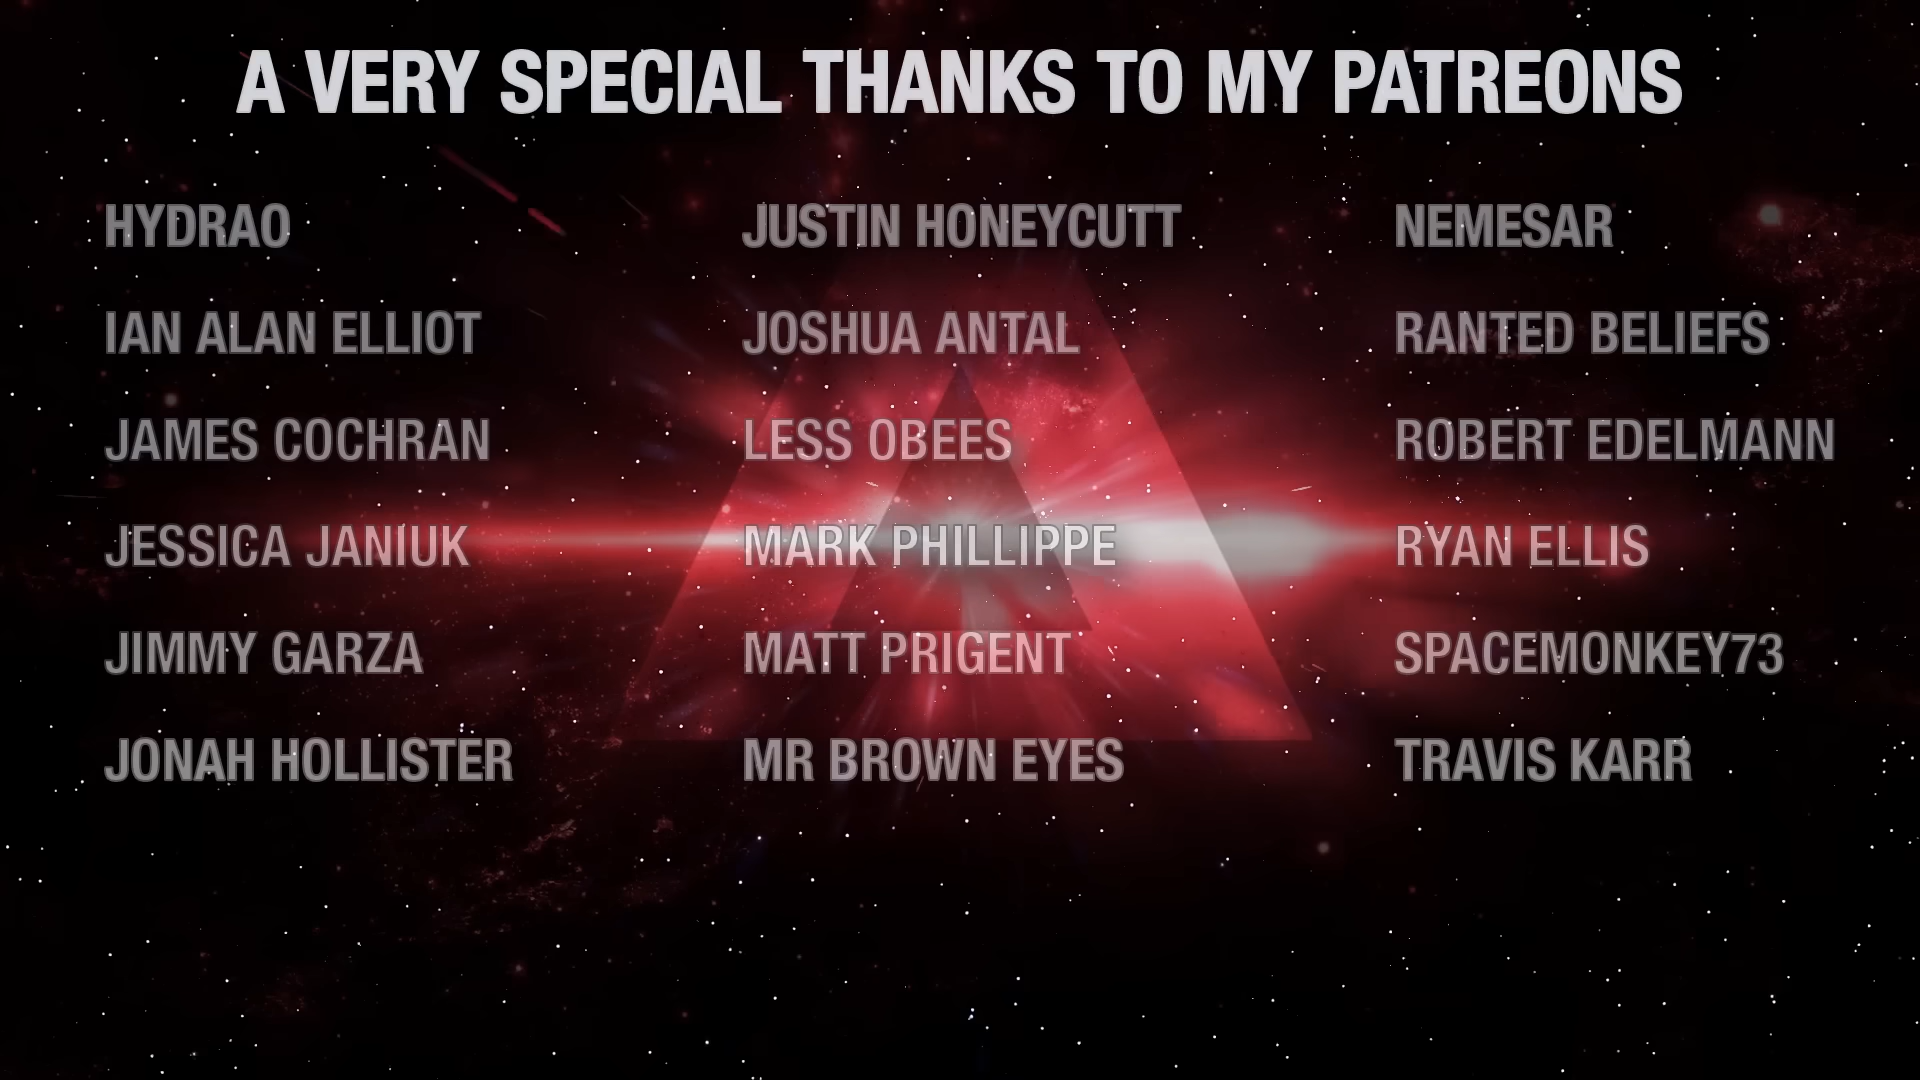 A VERY SPECIAL THANKS TO MY PATREONS
HYDRAO
IAN ALAN ELLIOT
JAMES COCHRAN
JESSICA JANIUK
JIMMY GARZA
JONAH HOLLISTER
JUSTIN HONEYCUTT
JOSHUA ANTAL
LESS OBEES
MARK PHILLIPPE
MATT PRIGENT
MR BROWN EYES
NEMESAR
RANTED BELIEFS
ROBERT EDELMANN
RYAN ELLIS
SPACEMONKEY73
TRAVIS KARR